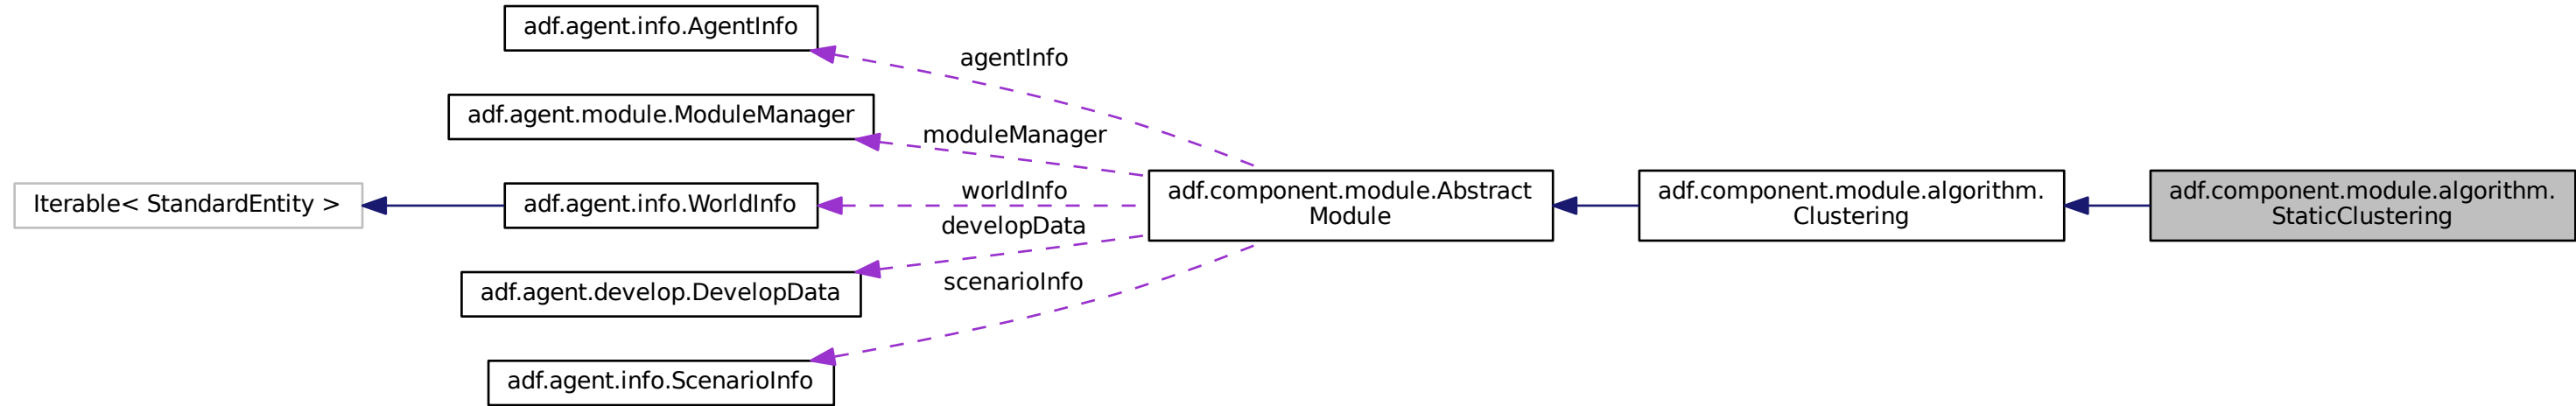 adf.agent.info.AgentInfo
agentInfo
adf.agent.module.ModuleManager
moduleManager
Iterable< StandardEntity >
adf.agent.info.WorldInfo
worldInfo
adf.component.module.Abstract
Module
adf.component.module.algorithm.
Clustering
adf.component.module.algorithm.
StaticClustering
developData
adf.agent.develop.DevelopData
scenarioInfo
adf.agent.info.ScenarioInfo